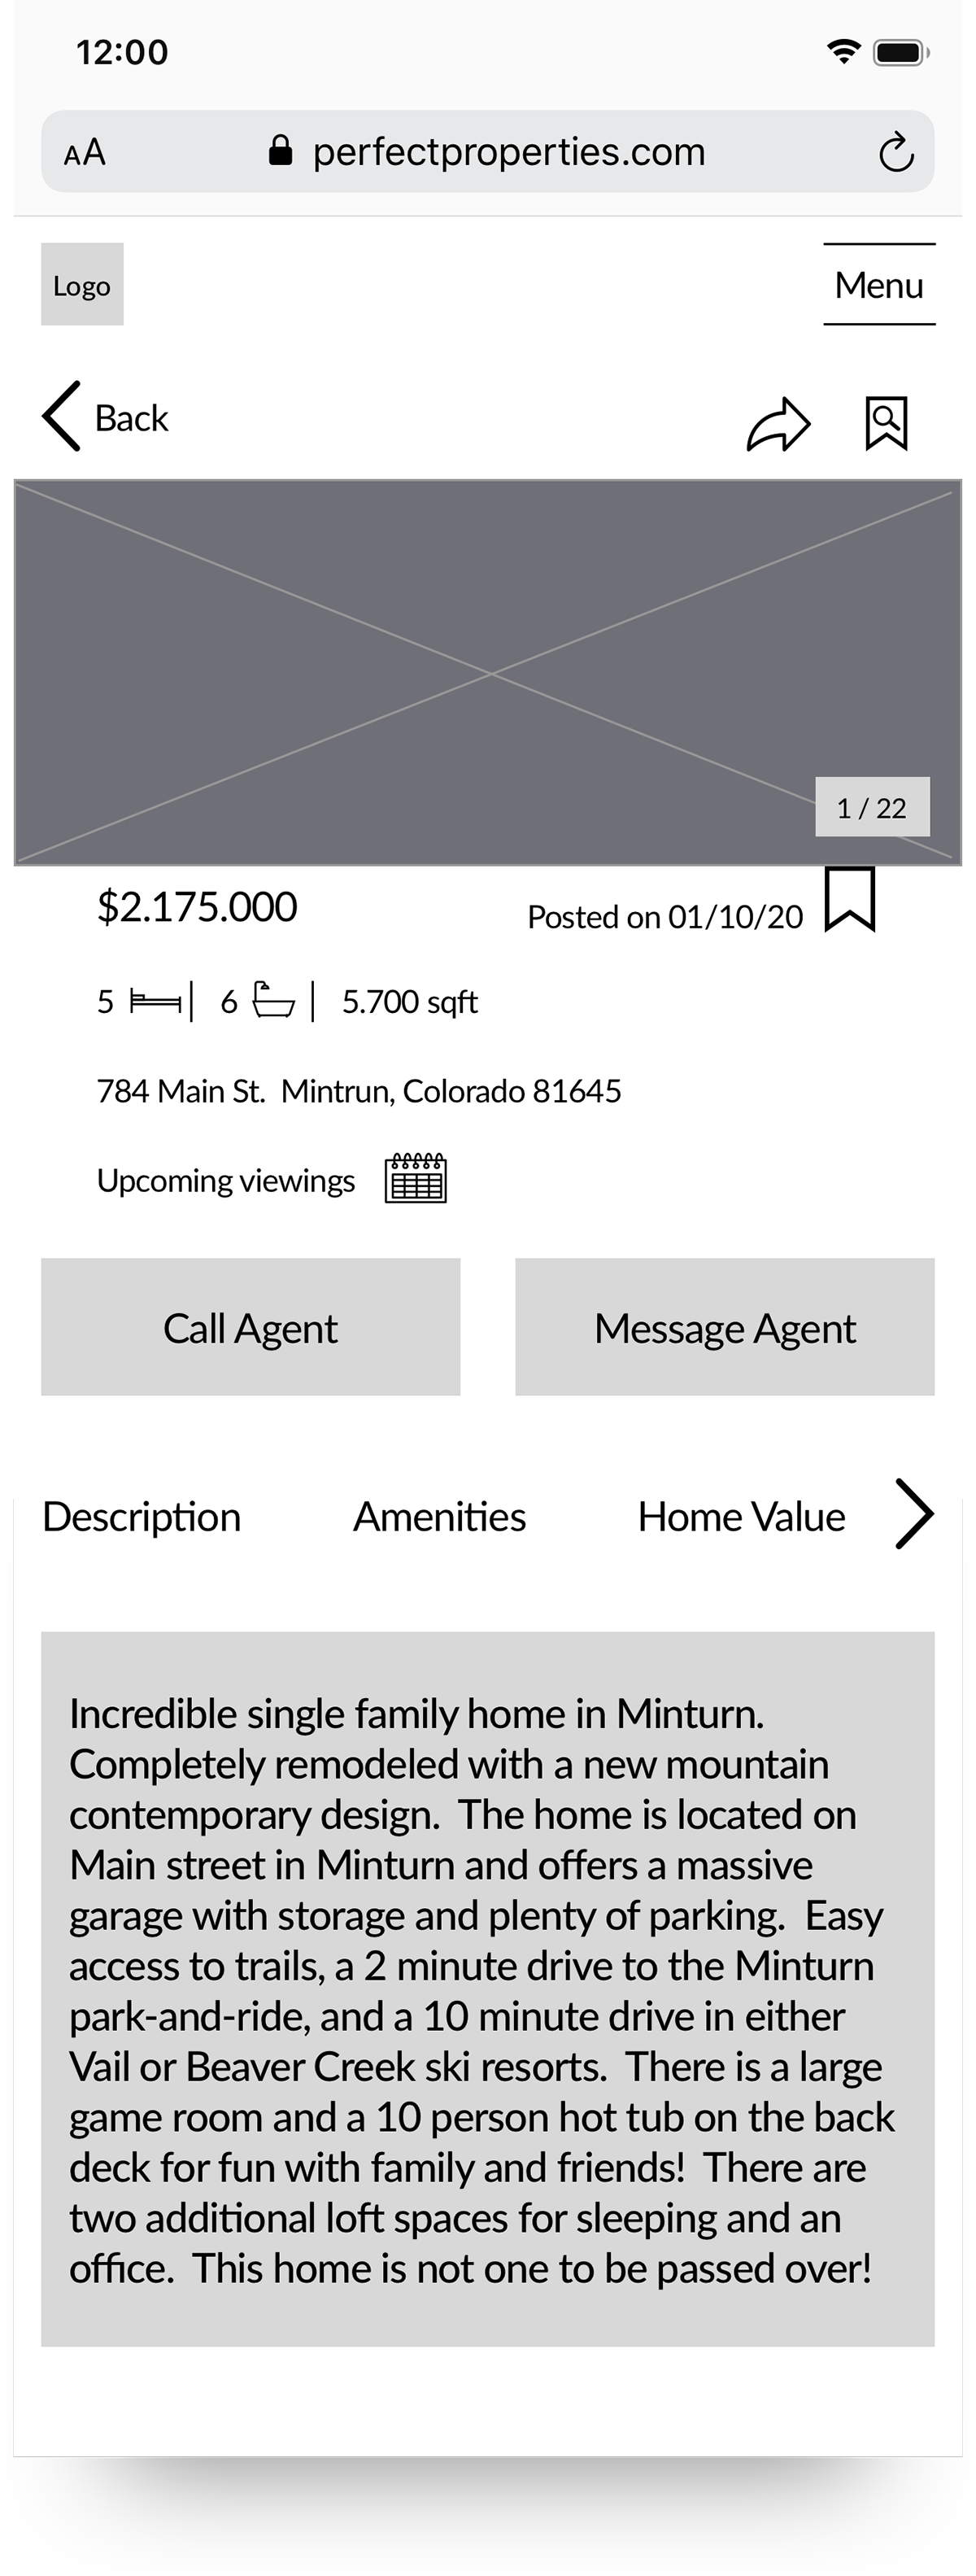 12:00
AA perfectproperties.com
Logo
Menu
Back
1 / 22
$2.175.000
Posted on 01/10/20
5 | 6 | 5.700 sqft
784 Main St.  Mintrun, Colorado 81645
Upcoming viewings
Call Agent
Message Agent
Description
Amenities
Home Value
Incredible single family home in Minturn.
Completely remodeled with a new mountain
contemporary design.  The home is located on
Main street in Minturn and offers a massive
garage with storage and plenty of parking.  Easy
access to trails, a 2 minute drive to the Minturn
park-and-ride, and a 10 minute drive in either
Vail or Beaver Creek ski resorts.  There is a large
game room and a 10 person hot tub on the back
deck for fun with family and friends!  There are
two additional loft spaces for sleeping and an
office.  This home is not one to be passed over!